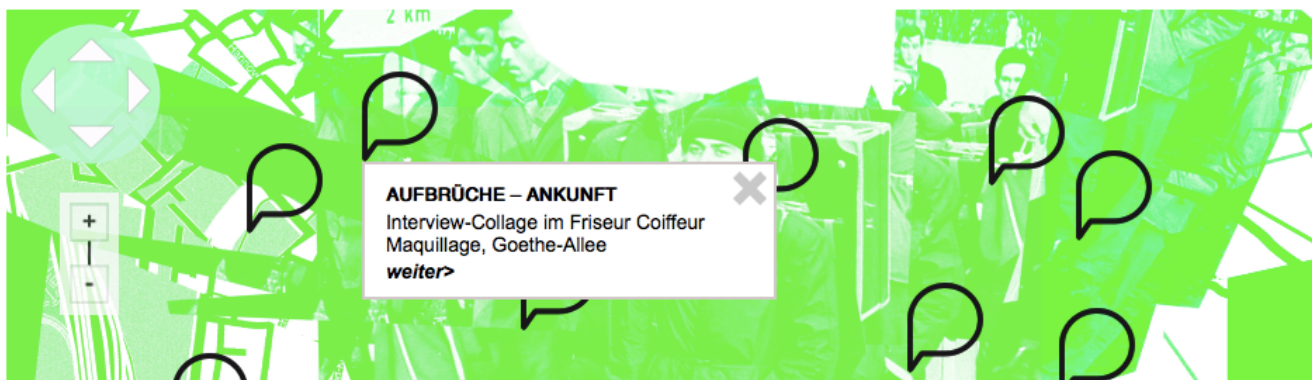 2 km
AUFBRÜCHE – ANKUNFT
Interview-Collage im Friseur Coiffeur
Maquillage, Goethe-Allee
weiter>
+
-